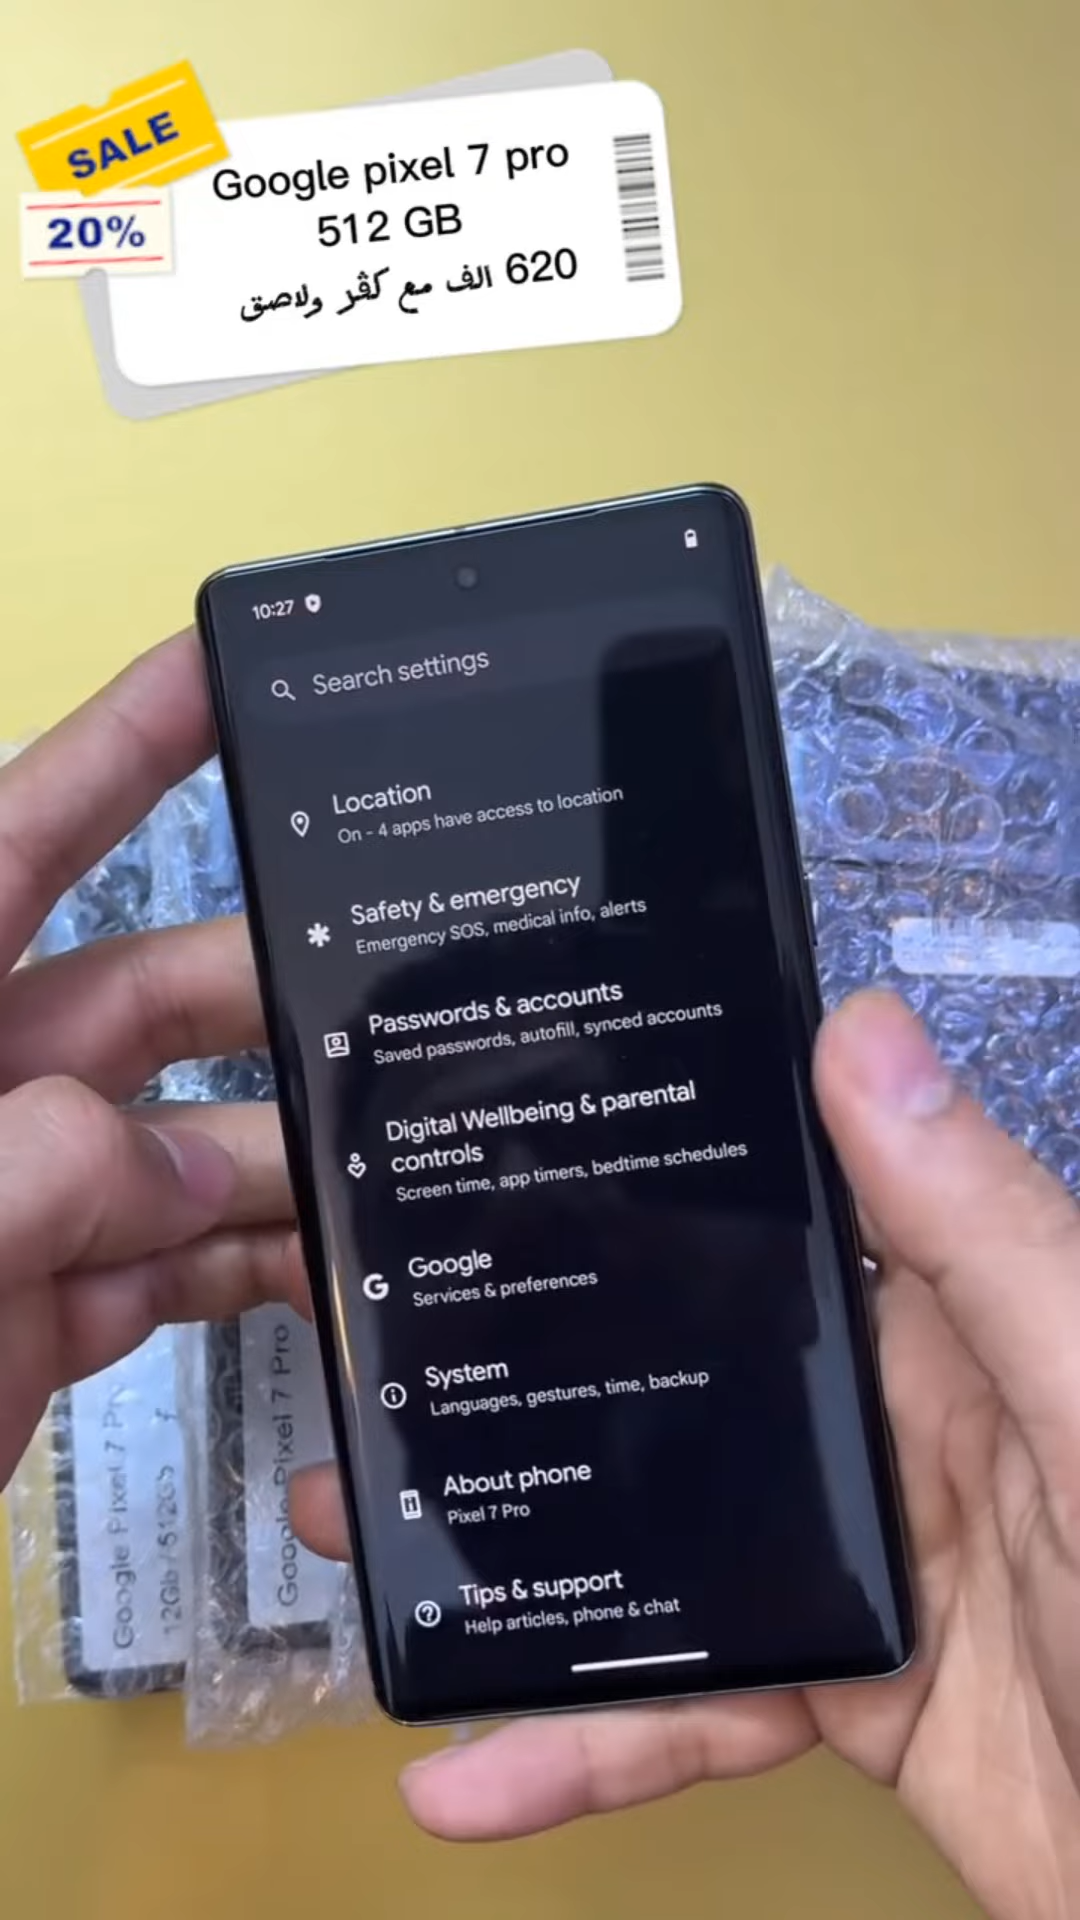 SALE
20%
Google pixel 7 pro
512 GB
620 الف مع كڤر ولاصق
10:27
Search settings
Location
On - 4 apps have access to location
Safety & emergency
Emergency SOS, medical info, alerts
Passwords & accounts
Saved passwords, autofill, synced accounts
Digital Wellbeing & parental
controls
Screen time, app timers, bedtime schedules
Google
Services & preferences
System
Languages, gestures, time, backup
About phone
Pixel 7 Pro
Tips & support
Help articles, phone & chat
Google Pixel 7 Pro
12Gb/512Gb
Google Pixel 7 Pro